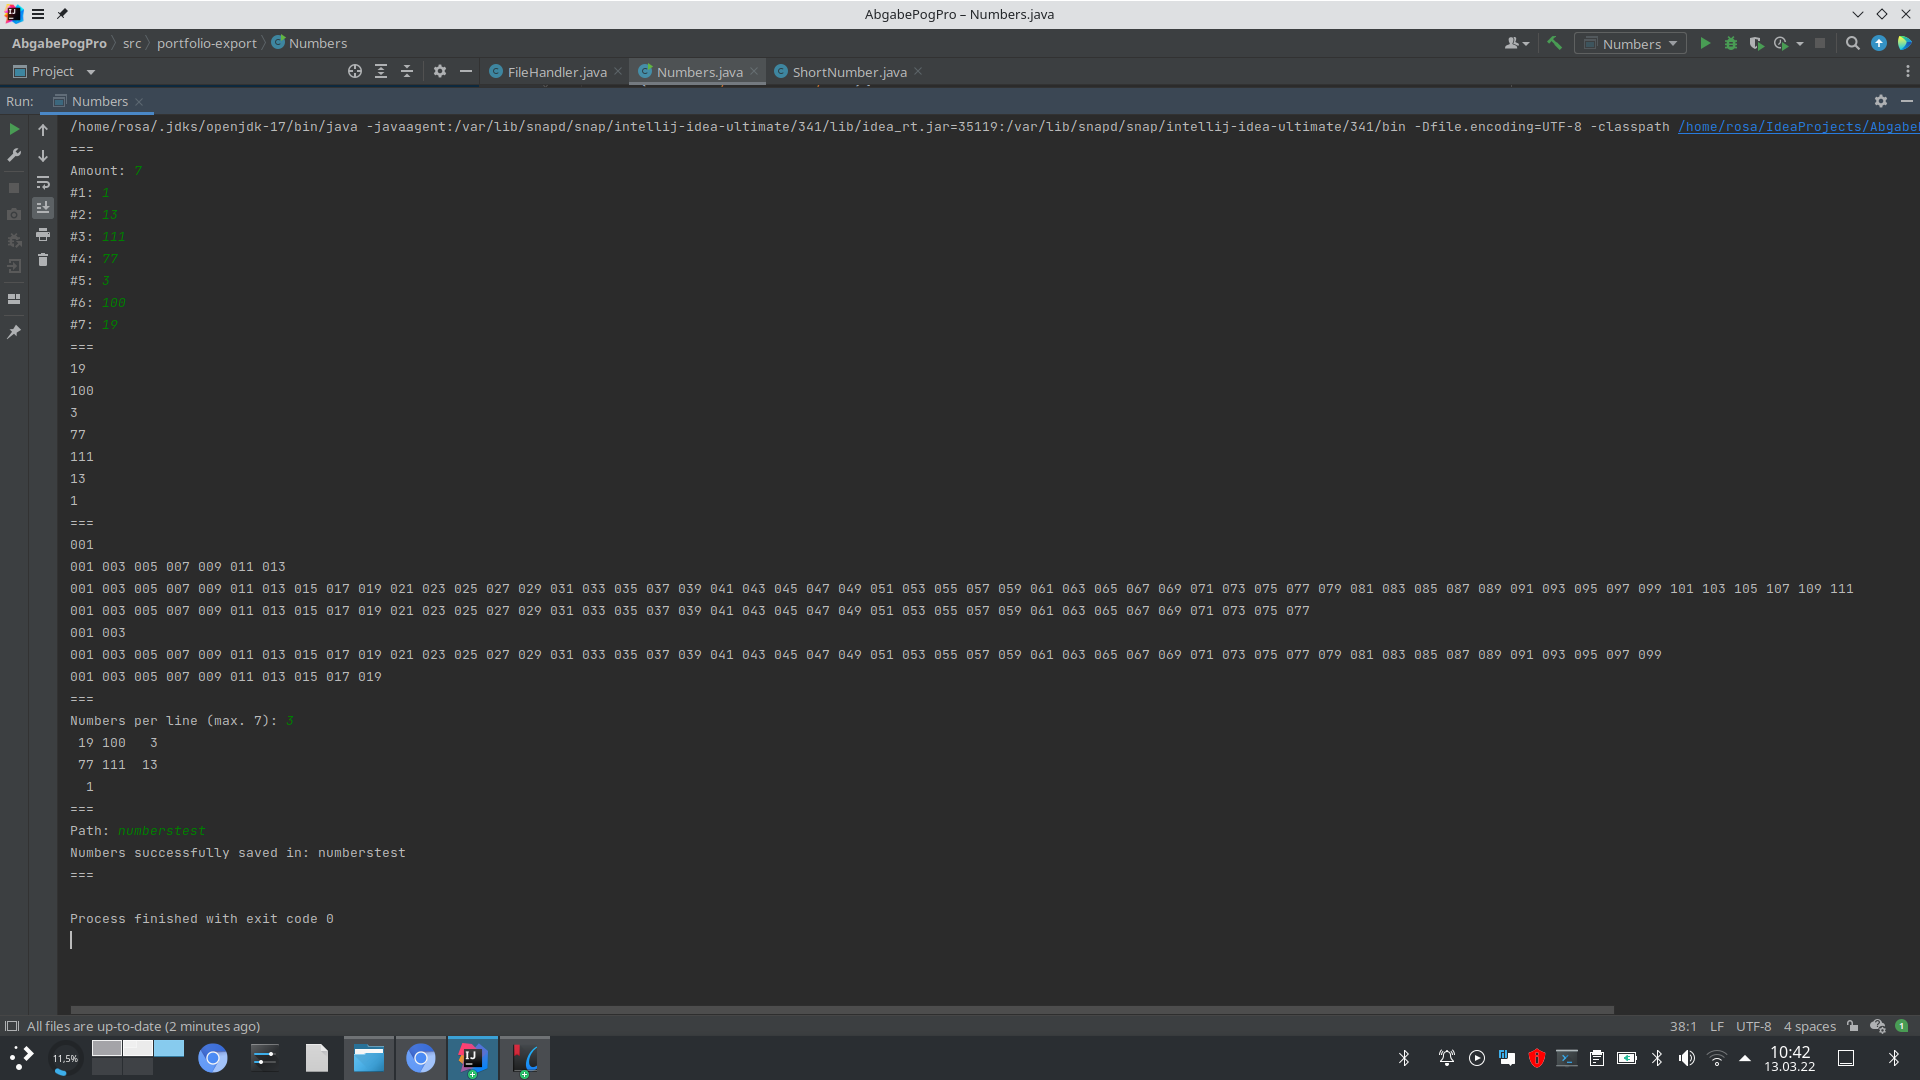 AbgabePogPro – Numbers.java
AbgabePogPro src portfolio-export Numbers
Numbers
Project
FileHandler.java Numbers.java ShortNumber.java
Run: Numbers
/home/rosa/.jdks/openjdk-17/bin/java -javaagent:/var/lib/snapd/snap/intellij-idea-ultimate/341/lib/idea_rt.jar=35119:/var/lib/snapd/snap/intellij-idea-ultimate/341/bin -Dfile.encoding=UTF-8 -classpath /home/rosa/IdeaProjects/Abgabe
===
Amount: 7
#1: 1
#2: 13
#3: 111
#4: 77
#5: 3
#6: 100
#7: 19
===
19
100
3
77
111
13
1
===
001
001 003 005 007 009 011 013
001 003 005 007 009 011 013 015 017 019 021 023 025 027 029 031 033 035 037 039 041 043 045 047 049 051 053 055 057 059 061 063 065 067 069 071 073 075 077 079 081 083 085 087 089 091 093 095 097 099 101 103 105 107 109 111
001 003 005 007 009 011 013 015 017 019 021 023 025 027 029 031 033 035 037 039 041 043 045 047 049 051 053 055 057 059 061 063 065 067 069 071 073 075 077
001 003
001 003 005 007 009 011 013 015 017 019 021 023 025 027 029 031 033 035 037 039 041 043 045 047 049 051 053 055 057 059 061 063 065 067 069 071 073 075 077 079 081 083 085 087 089 091 093 095 097 099
001 003 005 007 009 011 013 015 017 019
===
Numbers per line (max. 7): 3
19 100 3
77 111 13
1
===
Path: numberstest
Numbers successfully saved in: numberstest
===
Process finished with exit code 0
All files are up-to-date (2 minutes ago)
38:1 LF UTF-8 4 spaces 1
11,5%
IJ
10:42
13.03.22